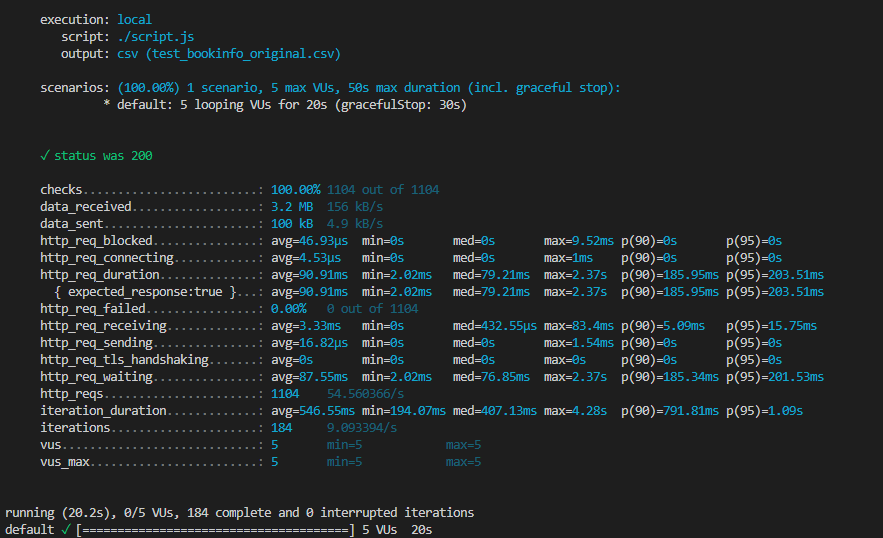 execution: local
script: ./script.js
output: csv (test_bookinfo_original.csv)
scenarios: (100.00%) 1 scenario, 5 max VUs, 50s max duration (incl. graceful stop):
* default: 5 looping VUs for 20s (gracefulStop: 30s)
✓ status was 200
checks.........................: 100.00% 1104 out of 1104
data_received..................: 3.2 MB 156 kB/s
data_sent......................: 100 kB 4.9 kB/s
http_req_blocked...............: avg=46.93µs min=0s med=0s max=9.52ms p(90)=0s p(95)=0s
http_req_connecting............: avg=4.53µs min=0s med=0s max=1ms p(90)=0s p(95)=0s
http_req_duration..............: avg=90.91ms min=2.02ms med=79.21ms max=2.37s p(90)=185.95ms p(95)=203.51ms
{ expected_response:true }...: avg=90.91ms min=2.02ms med=79.21ms max=2.37s p(90)=185.95ms p(95)=203.51ms
http_req_failed................: 0.00% 0 out of 1104
http_req_receiving.............: avg=3.33ms min=0s med=432.55µs max=83.4ms p(90)=5.09ms p(95)=15.75ms
http_req_sending...............: avg=16.82µs min=0s med=0s max=1.54ms p(90)=0s p(95)=0s
http_req_tls_handshaking.......: avg=0s min=0s med=0s max=0s p(90)=0s p(95)=0s
http_req_waiting...............: avg=87.55ms min=2.02ms med=76.85ms max=2.37s p(90)=185.34ms p(95)=201.53ms
http_reqs......................: 1104 54.560366/s
iteration_duration.............: avg=546.55ms min=194.07ms med=407.13ms max=4.28s p(90)=791.81ms p(95)=1.09s
iterations.....................: 184 9.093394/s
vus............................: 5 min=5 max=5
vus_max........................: 5 min=5 max=5
running (20.2s), 0/5 VUs, 184 complete and 0 interrupted iterations
default ✓ [======================================] 5 VUs 20s